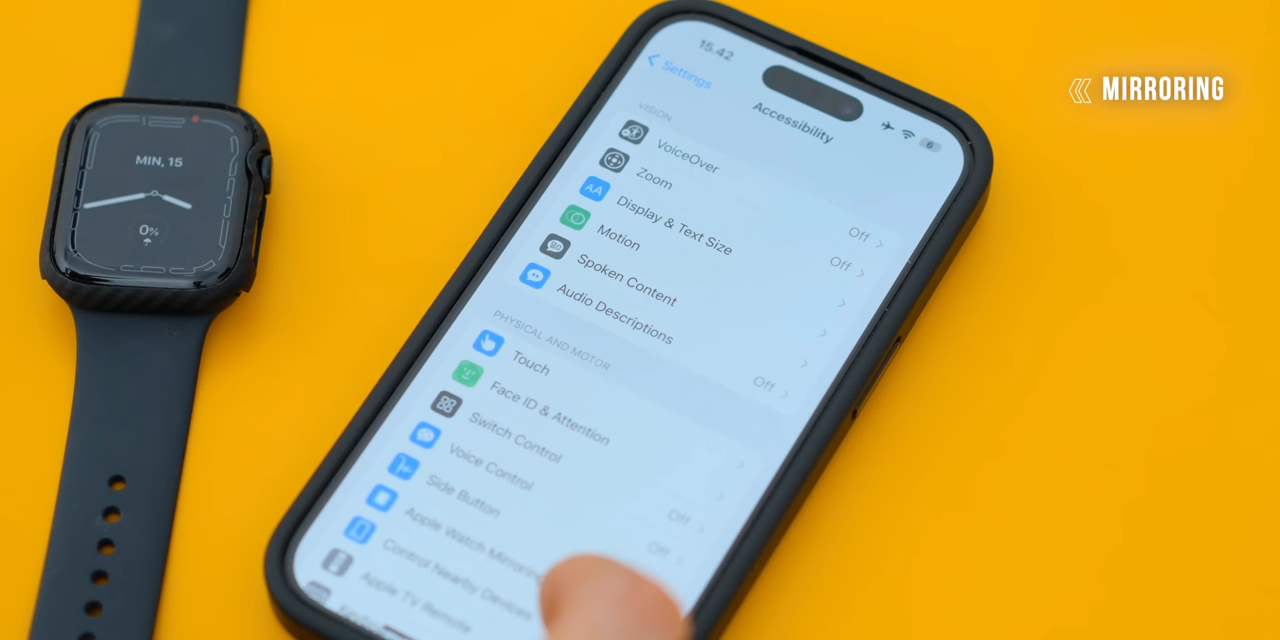 MIRRORING
MIN, 15
0%
15.42
6
Settings
Accessibility
VISION
VoiceOver Off
Zoom Off
Display & Text Size
Motion
Spoken Content
Audio Descriptions Off
PHYSICAL AND MOTOR
Touch
Face ID & Attention
Switch Control Off
Voice Control Off
Side Button
Apple Watch Mirroring
Control Nearby Devices
Apple TV Remote